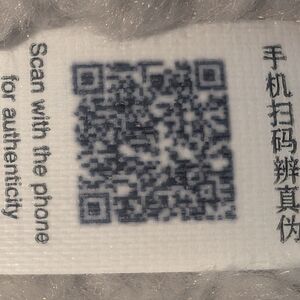 手机扫码辨真伪
Scan with the phone
for authenticity